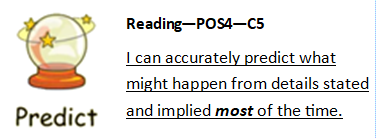 Reading—POS4—C5
I can accurately predict what
might happen from details stated
and implied most of the time.
Predict